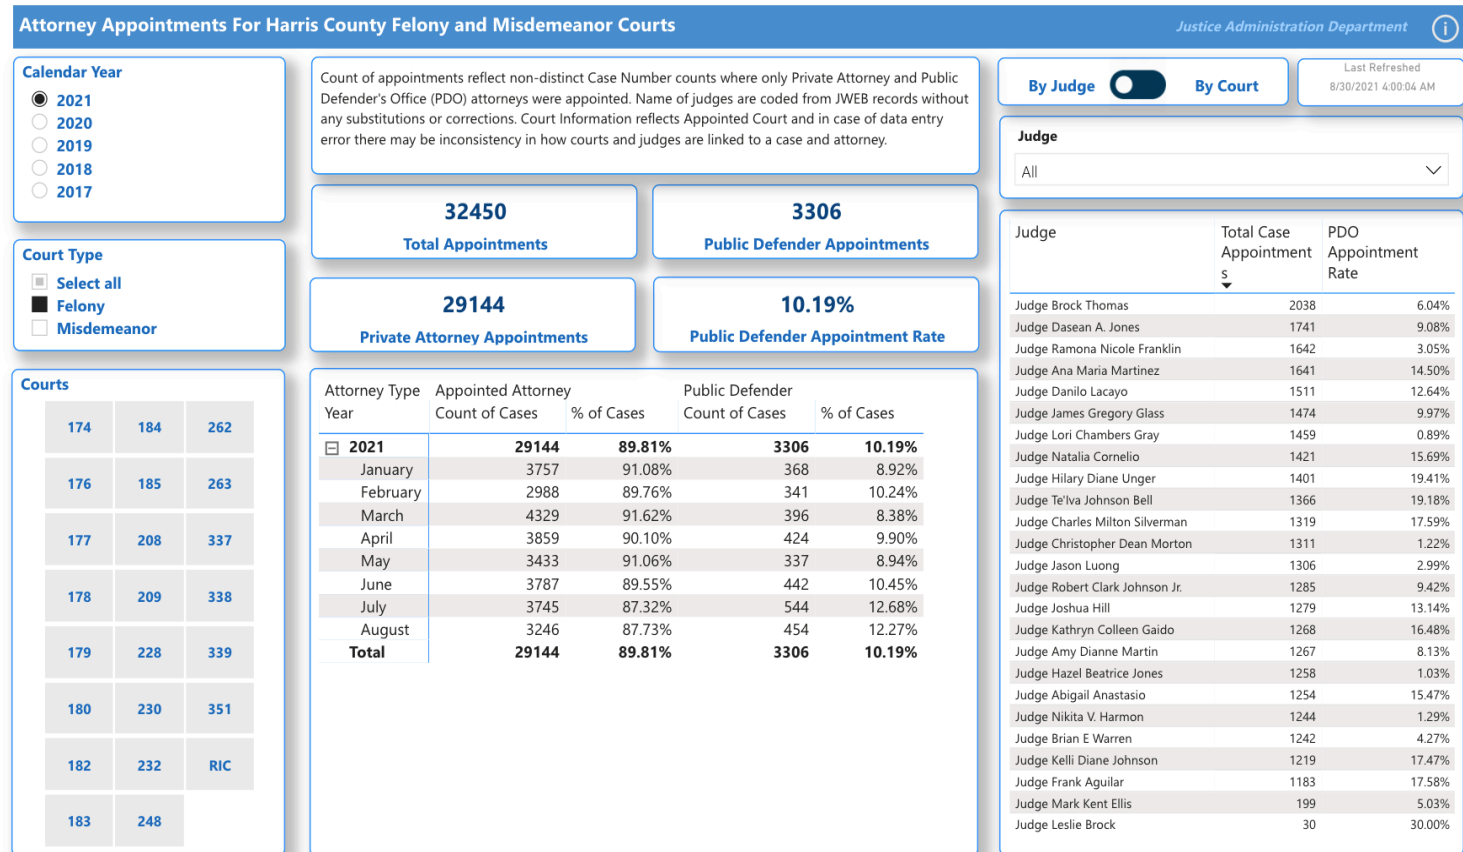 Attorney Appointments For Harris County Felony and Misdemeanor Courts
Justice Administration Department
i
Calendar Year
2021
2020
2019
2018
2017
Court Type
Select all
Felony
Misdemeanor
Courts
174 184 262
176 185 263
177 208 337
178 209 338
179 228 339
180 230 351
182 232 RIC
183 248
Count of appointments reflect non-distinct Case Number counts where only Private Attorney and Public
Defender's Office (PDO) attorneys were appointed. Name of judges are coded from JWEB records without
any substitutions or corrections. Court Information reflects Appointed Court and in case of data entry
error there may be inconsistency in how courts and judges are linked to a case and attorney.
32450
Total Appointments
3306
Public Defender Appointments
29144
Private Attorney Appointments
10.19%
Public Defender Appointment Rate
Attorney Type Appointed Attorney Public Defender
Year Count of Cases % of Cases Count of Cases % of Cases
2021 29144 89.81% 3306 10.19%
January 3757 91.08% 368 8.92%
February 2988 89.76% 341 10.24%
March 4329 91.62% 396 8.38%
April 3859 90.10% 424 9.90%
May 3433 91.06% 337 8.94%
June 3787 89.55% 442 10.45%
July 3745 87.32% 544 12.68%
August 3246 87.73% 454 12.27%
Total 29144 89.81% 3306 10.19%
By Judge By Court
Last Refreshed
8/30/2021 4:00:04 AM
Judge
All
Judge Total Case PDO
Appointment Appointment
s Rate
Judge Brock Thomas 2038 6.04%
Judge Dasean A. Jones 1741 9.08%
Judge Ramona Nicole Franklin 1642 3.05%
Judge Ana Maria Martinez 1641 14.50%
Judge Danilo Lacayo 1511 12.64%
Judge James Gregory Glass 1474 9.97%
Judge Lori Chambers Gray 1459 0.89%
Judge Natalia Cornelio 1421 15.69%
Judge Hilary Diane Unger 1401 19.41%
Judge Te'lva Johnson Bell 1366 19.18%
Judge Charles Milton Silverman 1319 17.59%
Judge Christopher Dean Morton 1311 1.22%
Judge Jason Luong 1306 2.99%
Judge Robert Clark Johnson Jr. 1285 9.42%
Judge Joshua Hill 1279 13.14%
Judge Kathryn Colleen Gaido 1268 16.48%
Judge Amy Dianne Martin 1267 8.13%
Judge Hazel Beatrice Jones 1258 1.03%
Judge Abigail Anastasio 1254 15.47%
Judge Nikita V. Harmon 1244 1.29%
Judge Brian E Warren 1242 4.27%
Judge Kelli Diane Johnson 1219 17.47%
Judge Frank Aguilar 1183 17.58%
Judge Mark Kent Ellis 199 5.03%
Judge Leslie Brock 30 30.00%